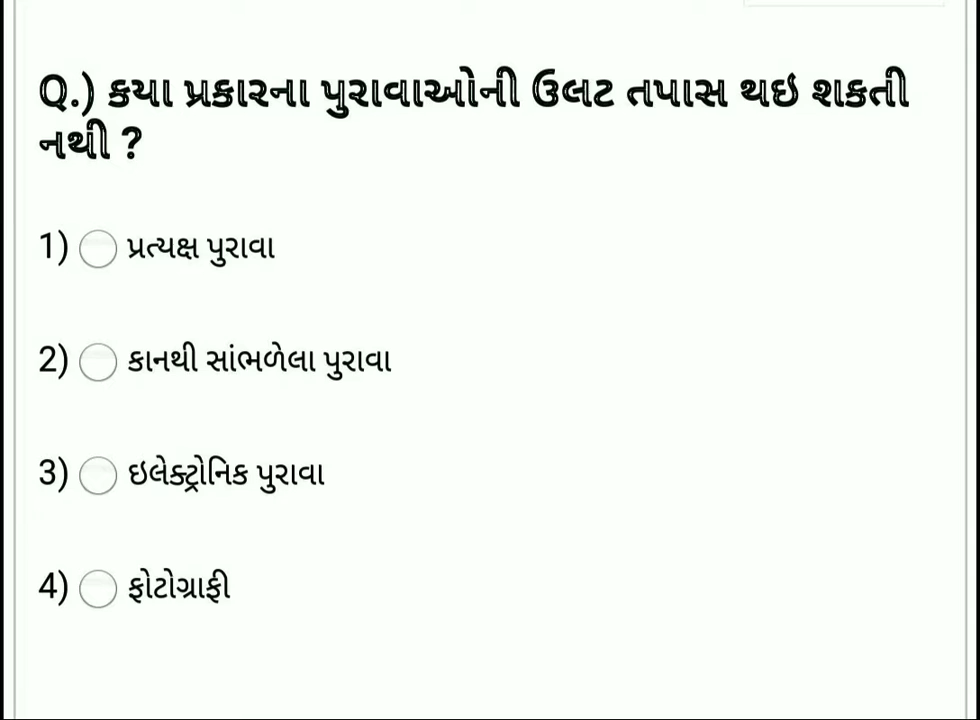 Q.) કયા પ્રકારના પુરાવાઓની ઉલટ તપાસ થઇ શકતી
નથી ?
1) પ્રત્યક્ષ પુરાવા
2) કાનથી સાંભળેલા પુરાવા
3) ઇલેક્ટ્રોનિક પુરાવા
4) ફોટોગ્રાફી